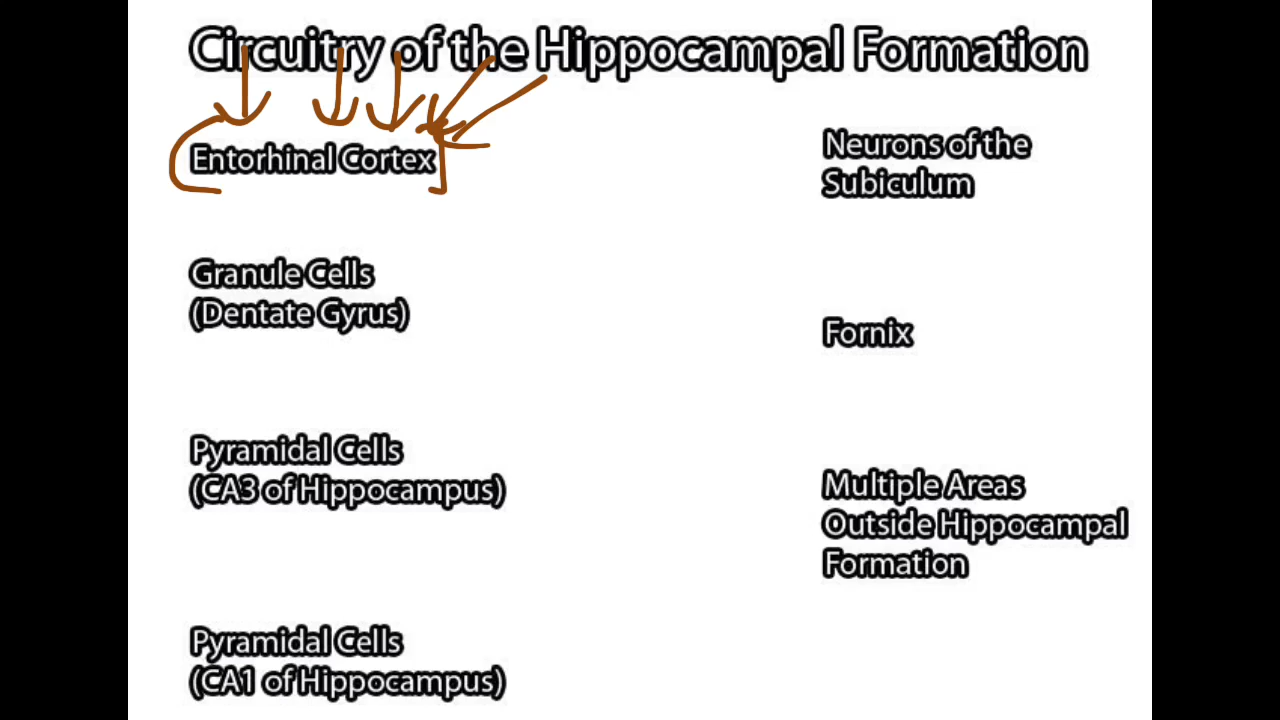 Circuitry of the Hippocampal Formation
Entorhinal Cortex
Granule Cells
(Dentate Gyrus)
Pyramidal Cells
(CA3 of Hippocampus)
Pyramidal Cells
(CA1 of Hippocampus)
Neurons of the
Subiculum
Fornix
Multiple Areas
Outside Hippocampal
Formation